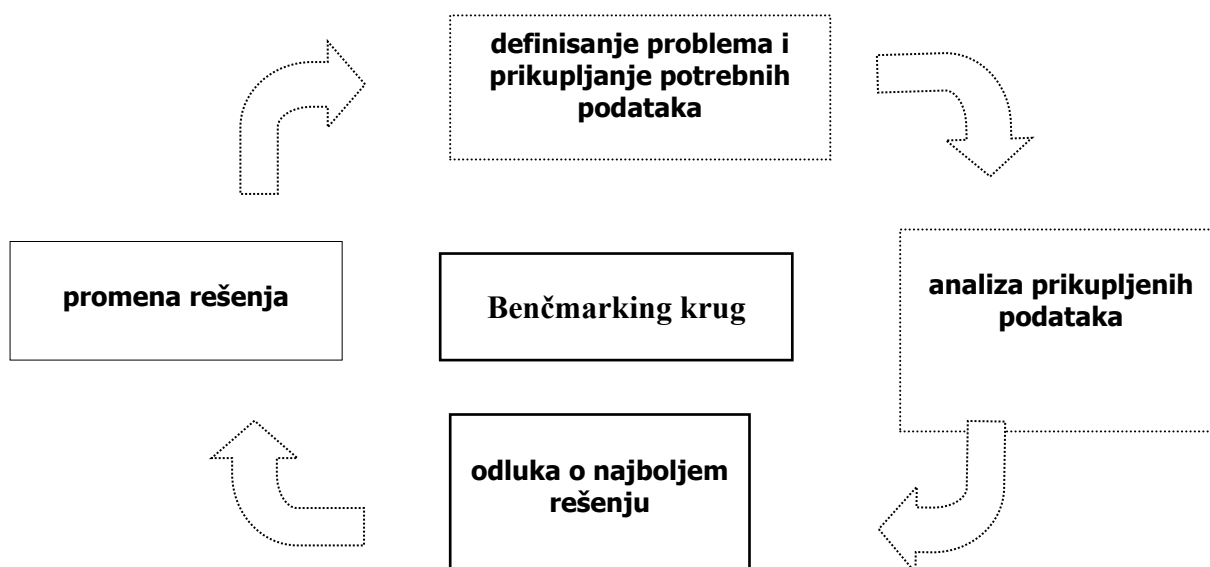 definisanje problema i
prikupljanje potrebnih
podataka
promena rešenja
Benčmarking krug
analiza prikupljenih
podataka
odluka o najboljem
rešenju